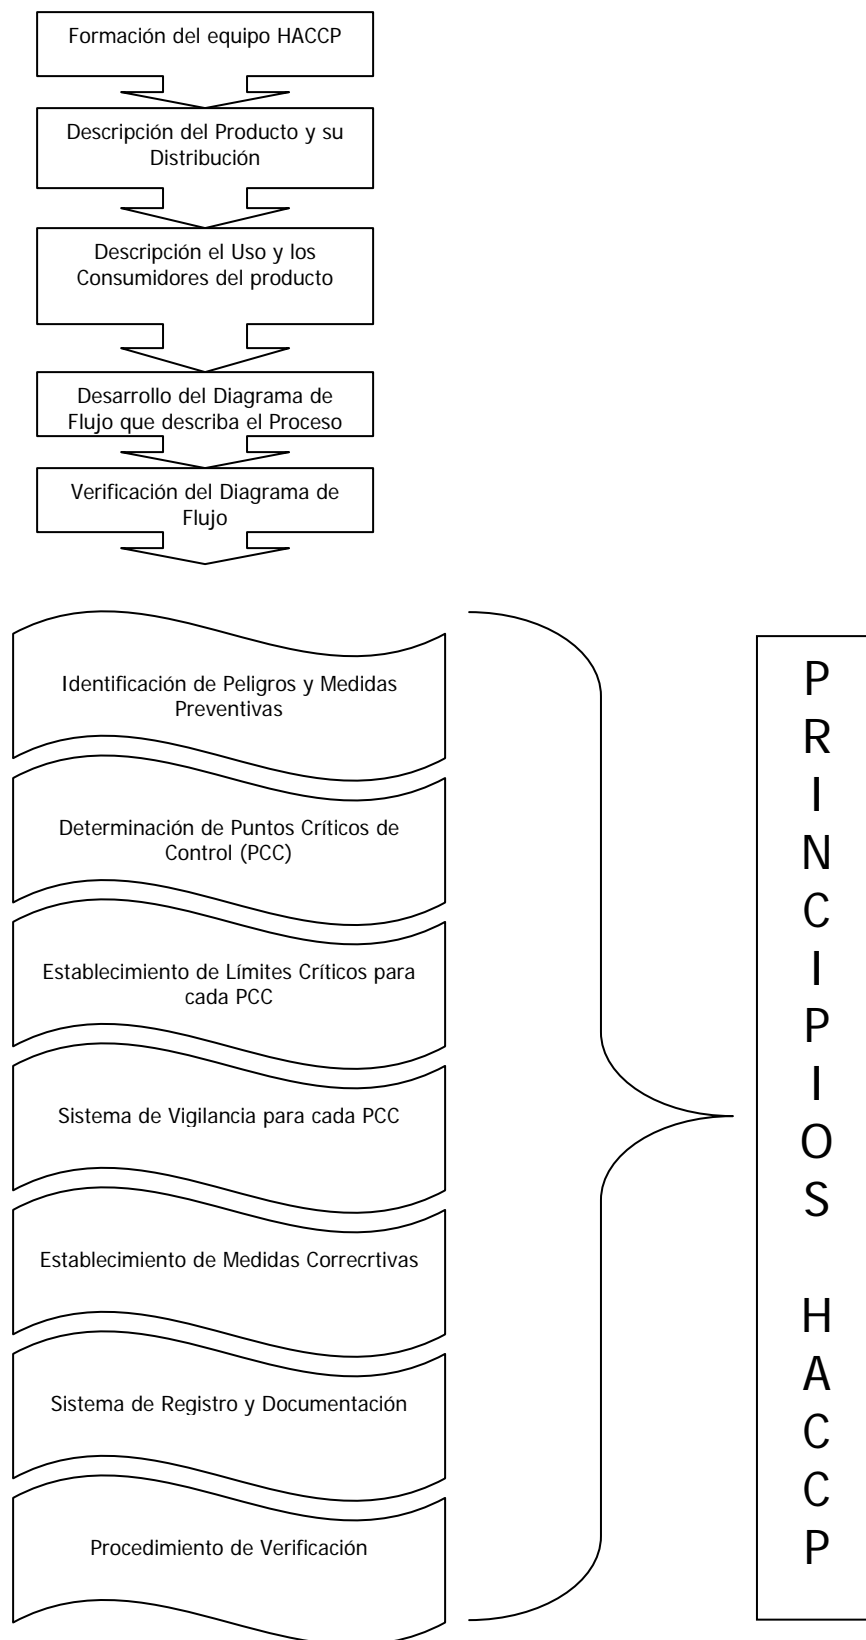 Formación del equipo HACCP
Descripción del Producto y su
Distribución
Descripción el Uso y los
Consumidores del producto
Desarrollo del Diagrama de
Flujo que describa el Proceso
Verificación del Diagrama de
Flujo
Identificación de Peligros y Medidas
Preventivas
Determinación de Puntos Críticos de
Control (PCC)
Establecimiento de Límites Críticos para
cada PCC
Sistema de Vigilancia para cada PCC
Establecimiento de Medidas Correcrtivas
Sistema de Registro y Documentación
Procedimiento de Verificación
P
R
I
N
C
I
P
I
O
S
H
A
C
C
P